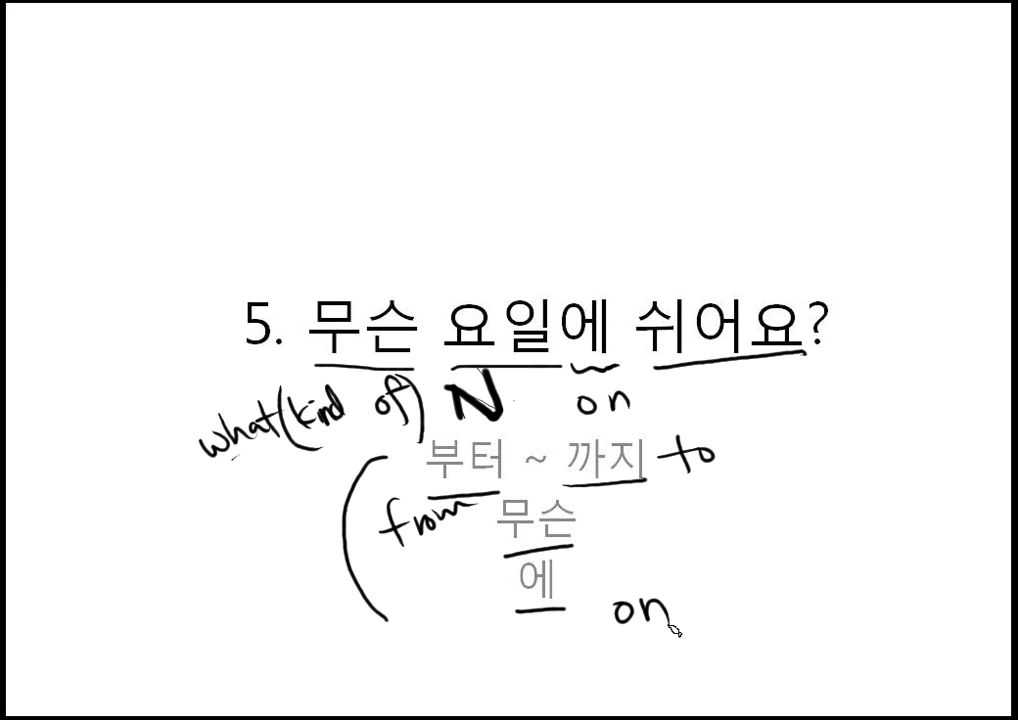 5. 무슨 요일에 쉬어요?
what(kind of) N on
부터 ~ 까지 to
from 무슨
에 on